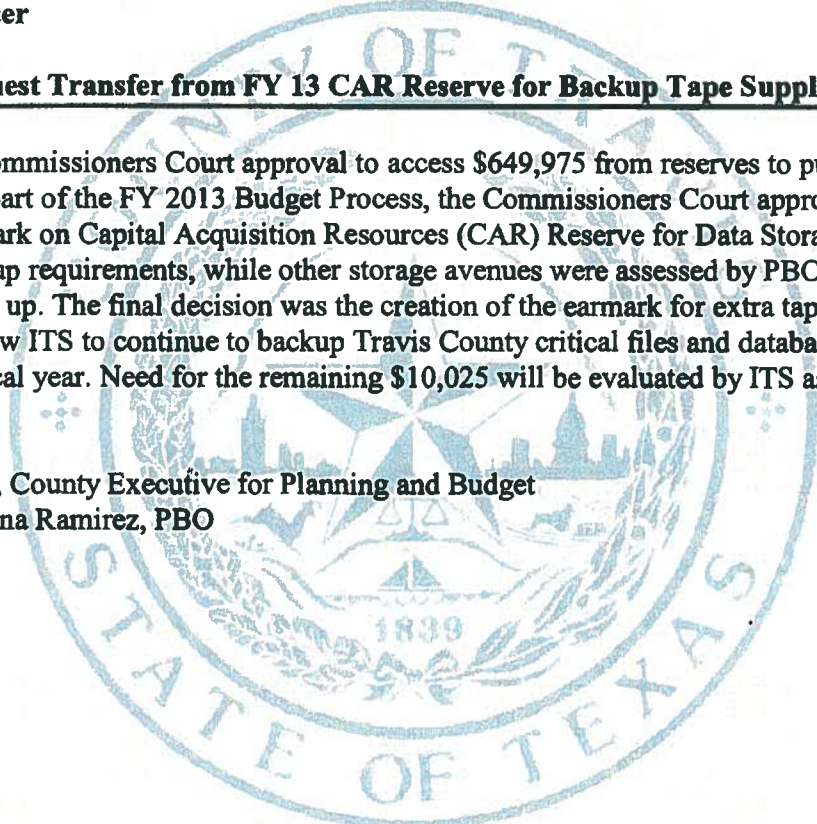 cer
uest Transfer from FY 13 CAR Reserve for Backup Tape Suppl
ommissioners Court approval to access $649,975 from reserves to pu
art of the FY 2013 Budget Process, the Commissioners Court appro
ark on Capital Acquisition Resources (CAR) Reserve for Data Stora
up requirements, while other storage avenues were assessed by PBO
up. The final decision was the creation of the earmark for extra tap
w ITS to continue to backup Travis County critical files and databa
cal year. Need for the remaining $10,025 will be evaluated by ITS a
, County Executive for Planning and Budget
na Ramirez, PBO
NTY OF TRA
1839
STATE OF TEXAS